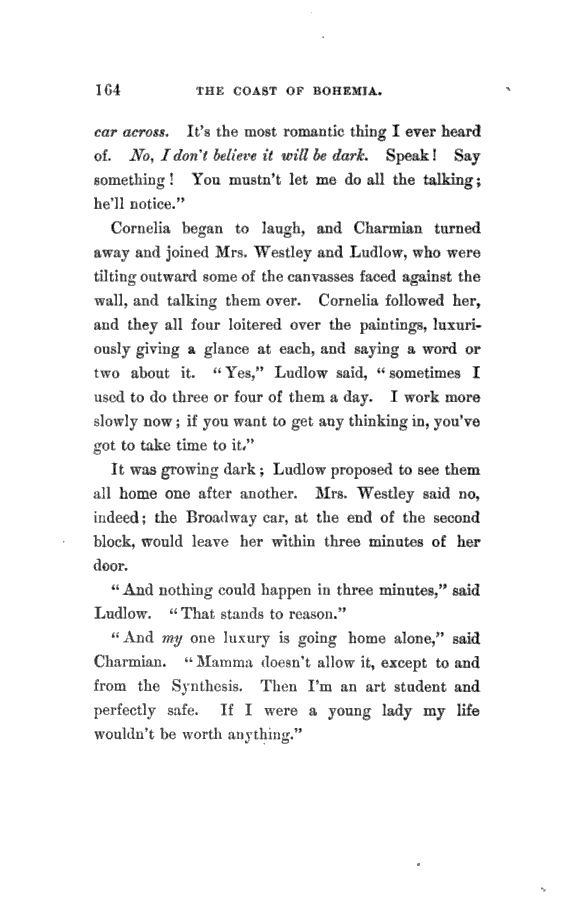 164 THE COAST OF BOHEMIA.
car across. It's the most romantic thing I ever heard
of. No, I don't believe it will be dark. Speak! Say
something! You mustn't let me do all the talking;
he'll notice."
Cornelia began to laugh, and Charmian turned
away and joined Mrs. Westley and Ludlow, who were
tilting outward some of the canvasses faced against the
wall, and talking them over. Cornelia followed her,
and they all four loitered over the paintings, luxuri-
ously giving a glance at each, and saying a word or
two about it. "Yes," Ludlow said, "sometimes I
used to do three or four of them a day. I work more
slowly now; if you want to get any thinking in, you've
got to take time to it."
It was growing dark; Ludlow proposed to see them
all home one after another. Mrs. Westley said no,
indeed; the Broadway car, at the end of the second
block, would leave her within three minutes of her
door.
"And nothing could happen in three minutes," said
Ludlow. "That stands to reason."
"And my one luxury is going home alone," said
Charmian. "Mamma doesn't allow it, except to and
from the Synthesis. Then I'm an art student and
perfectly safe. If I were a young lady my life
wouldn't be worth anything."